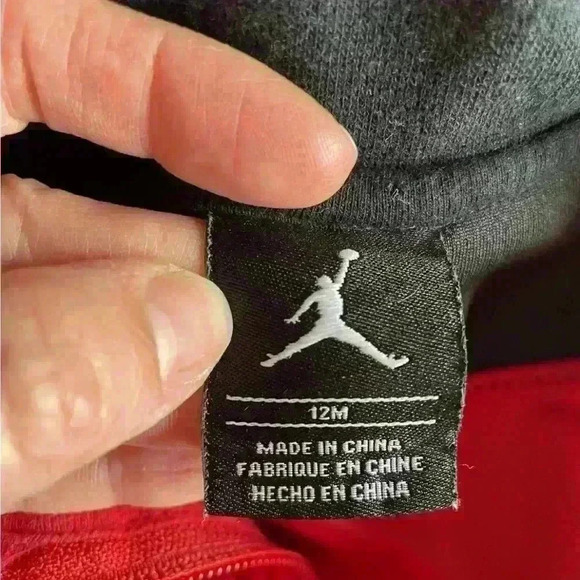 12M
MADE IN CHINA
FABRIQUE EN CHINE
HECHO EN CHINA